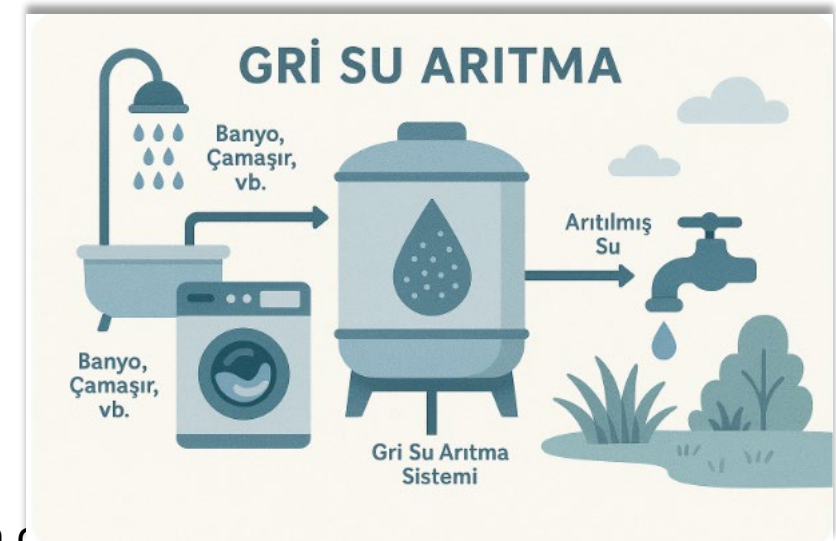 GRİ SU ARITMA
Banyo,
Çamaşır,
vb.
Arıtılmış
Su
Banyo,
Çamaşır,
vb.
Gri Su Arıtma
Sistemi